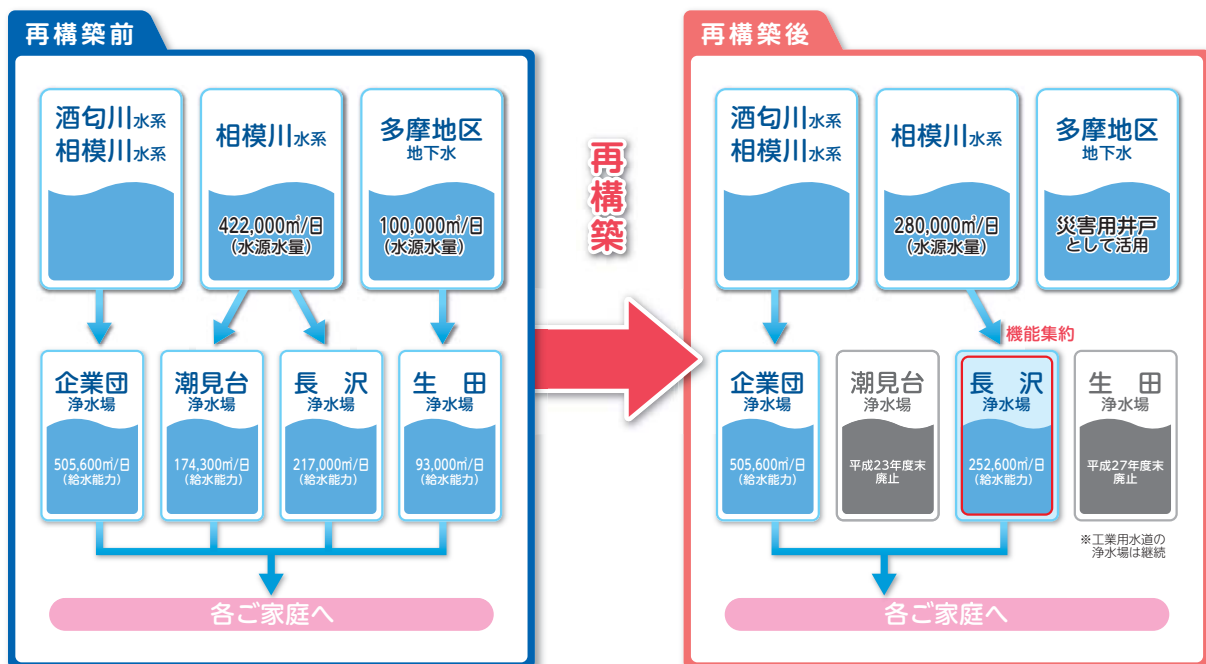 再構築前
酒匂川水系
相模川水系
相模川水系
422,000㎥/日
(水源水量)
多摩地区
地下水
100,000㎥/日
(水源水量)
企業団
浄水場
505,600㎥/日
(給水能力)
潮見台
浄水場
174,300㎥/日
(給水能力)
長沢
浄水場
217,000㎥/日
(給水能力)
生田
浄水場
93,000㎥/日
(給水能力)
各ご家庭へ
再構築
再構築後
酒匂川水系
相模川水系
相模川水系
280,000㎥/日
(水源水量)
多摩地区
地下水
災害用井戸
として活用
機能集約
企業団
浄水場
505,600㎥/日
(給水能力)
潮見台
浄水場
平成23年度末
廃止
長沢
浄水場
252,600㎥/日
(給水能力)
生田
浄水場
平成27年度末
廃止
※工業用水道の
浄水場は継続
各ご家庭へ